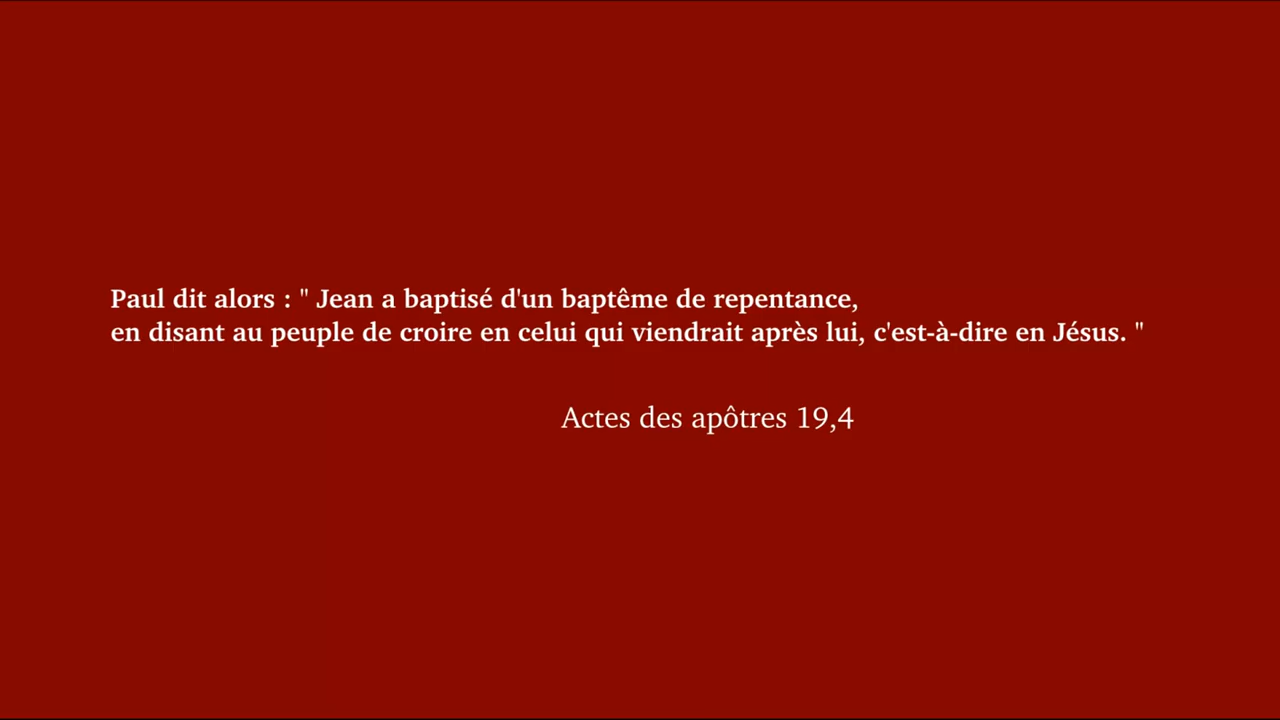 Paul dit alors : " Jean a baptisé d'un baptême de repentance,
en disant au peuple de croire en celui qui viendrait après lui, c'est-à-dire en Jésus. "
Actes des apôtres 19,4